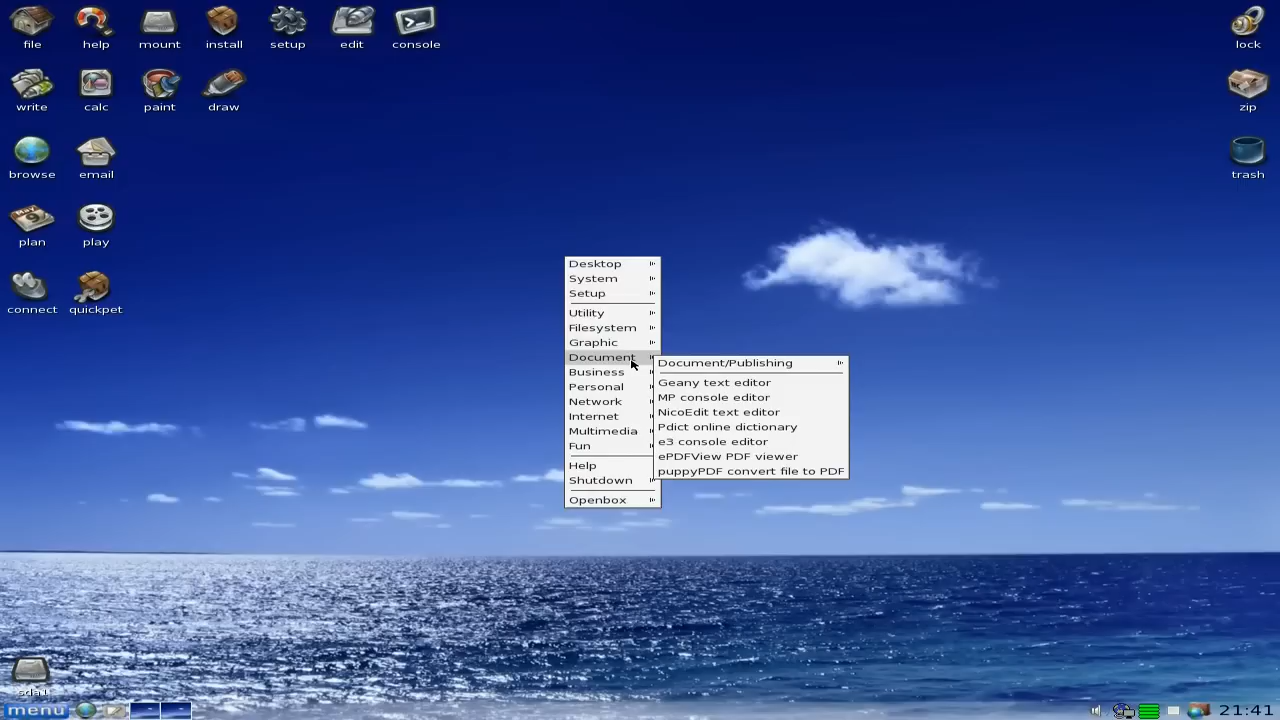 file help mount install setup edit console lock
write calc paint draw zip
browse email trash
plan play
connect quickpet
Desktop
System
Setup
Utility
Filesystem
Graphic
Document
Business
Personal
Network
Internet
Multimedia
Fun
Help
Shutdown
Openbox
Document/Publishing
Geany text editor
MP console editor
NicoEdit text editor
Pdict online dictionary
e3 console editor
ePDFView PDF viewer
puppyPDF convert file to PDF
sda1
menu 21:41